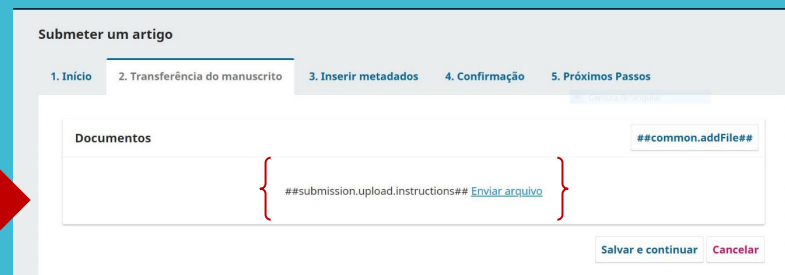 Submeter um artigo
1. Início 2. Transferência do manuscrito 3. Inserir metadados 4. Confirmação 5. Próximos Passos
Documentos ##common.addFile##
##submission.upload.instructions## Enviar arquivo
Salvar e continuar Cancelar